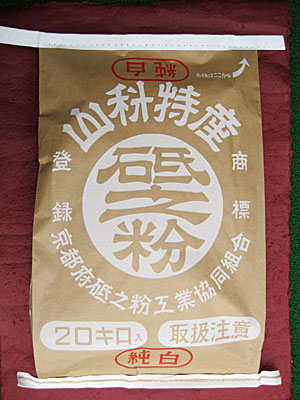 純白
山科特産
登録
商標
砥之粉
京都府砥之粉工業協同組合
20キロ入
取扱注意
純白